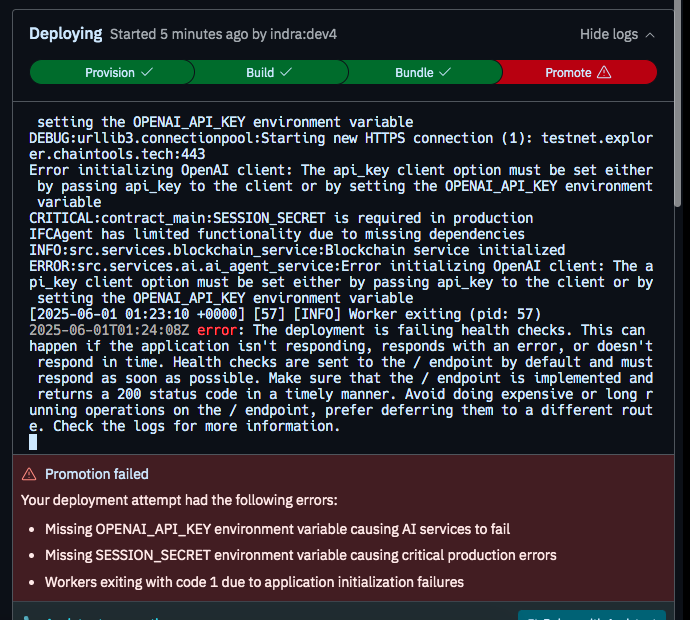 Deploying Started 5 minutes ago by indra:dev4 Hide logs
Provision Build Bundle Promote
setting the OPENAI_API_KEY environment variable
DEBUG:urllib3.connectionpool:Starting new HTTPS connection (1): testnet.explor
er.chaintools.tech:443
Error initializing OpenAI client: The api_key client option must be set either
by passing api_key to the client or by setting the OPENAI_API_KEY environment
variable
CRITICAL:contract_main:SESSION_SECRET is required in production
IFCAgent has limited functionality due to missing dependencies
INFO:src.services.blockchain_service:Blockchain service initialized
ERROR:src.services.ai.ai_agent_service:Error initializing OpenAI client: The a
pi_key client option must be set either by passing api_key to the client or by
setting the OPENAI_API_KEY environment variable
[2025-06-01 01:23:10 +0000] [57] [INFO] Worker exiting (pid: 57)
2025-06-01T01:24:08Z error: The deployment is failing health checks. This can
happen if the application isn't responding, responds with an error, or doesn't
respond in time. Health checks are sent to the / endpoint by default and must
respond as soon as possible. Make sure that the / endpoint is implemented and
returns a 200 status code in a timely manner. Avoid doing expensive or long r
unning operations on the / endpoint, prefer deferring them to a different rout
e. Check the logs for more information.
Promotion failed
Your deployment attempt had the following errors:
• Missing OPENAI_API_KEY environment variable causing AI services to fail
• Missing SESSION_SECRET environment variable causing critical production errors
• Workers exiting with code 1 due to application initialization failures